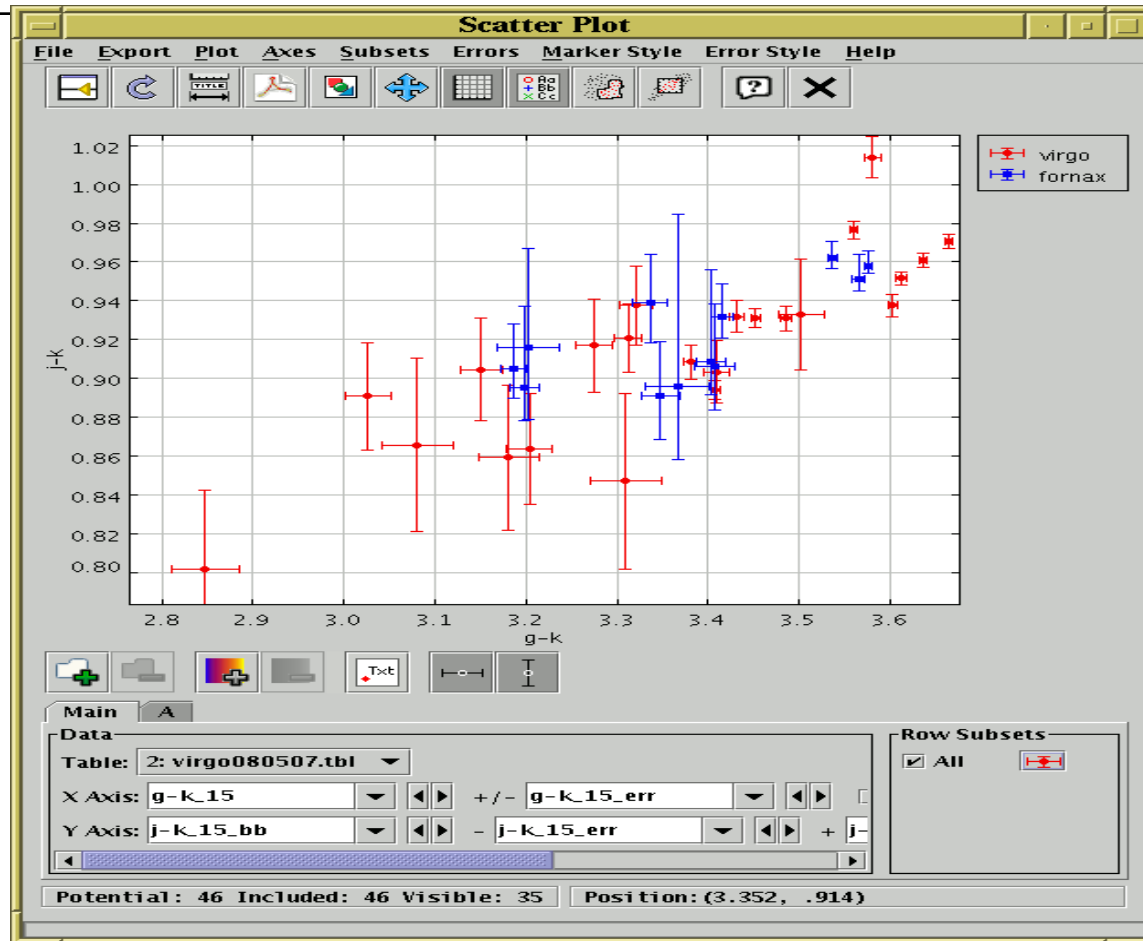 Scatter Plot
File Export Plot Axes Subsets Errors Marker Style Error Style Help
TITLE
Aa
Bb
Cc
?
1.02
1.00
0.98
0.96
0.94
0.92
0.90
0.88
0.86
0.84
0.82
0.80
j-k
2.8 2.9 3.0 3.1 3.2 3.3 3.4 3.5 3.6
g-k
virgo
fornax
Txt
Main A
Data
Table: 2: virgo080507.tbl
X Axis: g-k_15 +/- g-k_15_err
Y Axis: j-k_15_bb - j-k_15_err + j-
Row Subsets
All
Potential: 46 Included: 46 Visible: 35 Position:(3.352, .914)